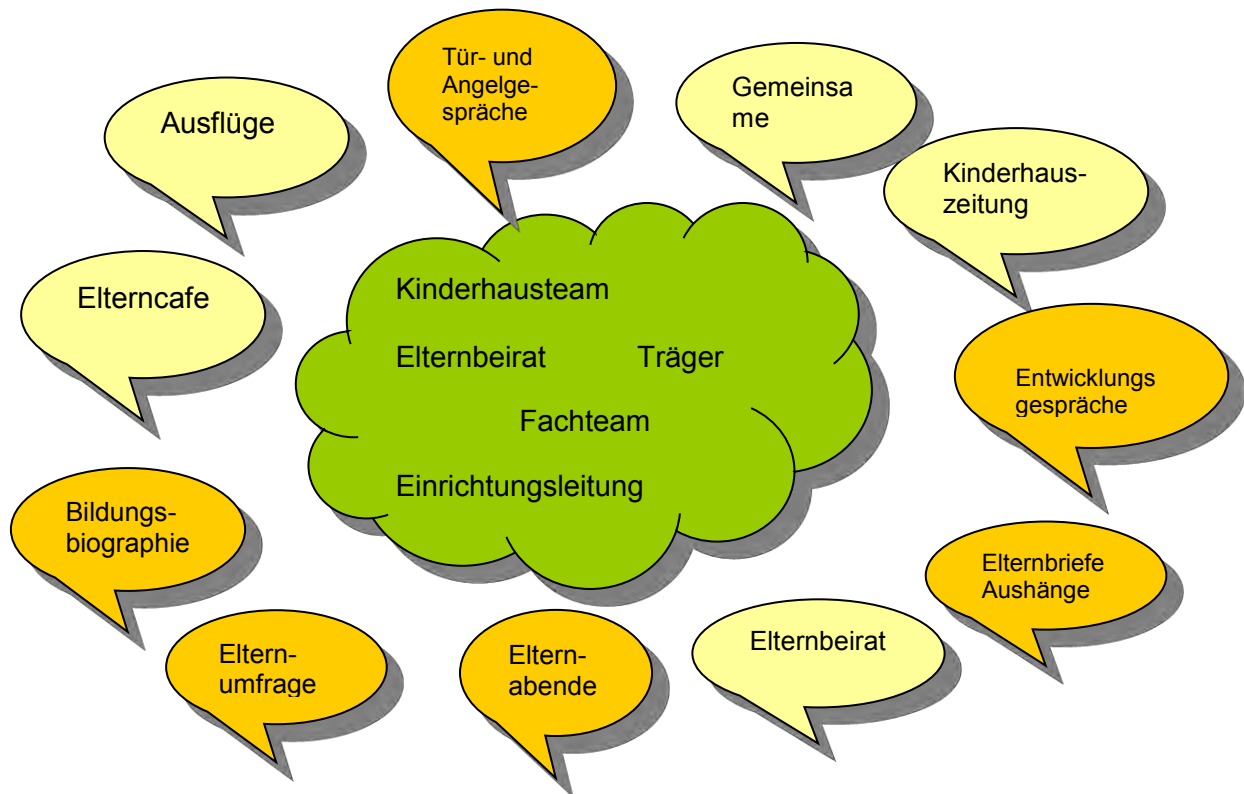 Tür- und
Angelge-
spräche
Gemeinsa
me
Ausflüge
Kinderhaus-
zeitung
Elterncafe
Kinderhausteam
Elternbeirat Träger
Fachteam
Einrichtungsleitung
Entwicklungs
gespräche
Bildungs-
biographie
Elternbriefe
Aushänge
Eltern-
umfrage
Eltern-
abende
Elternbeirat